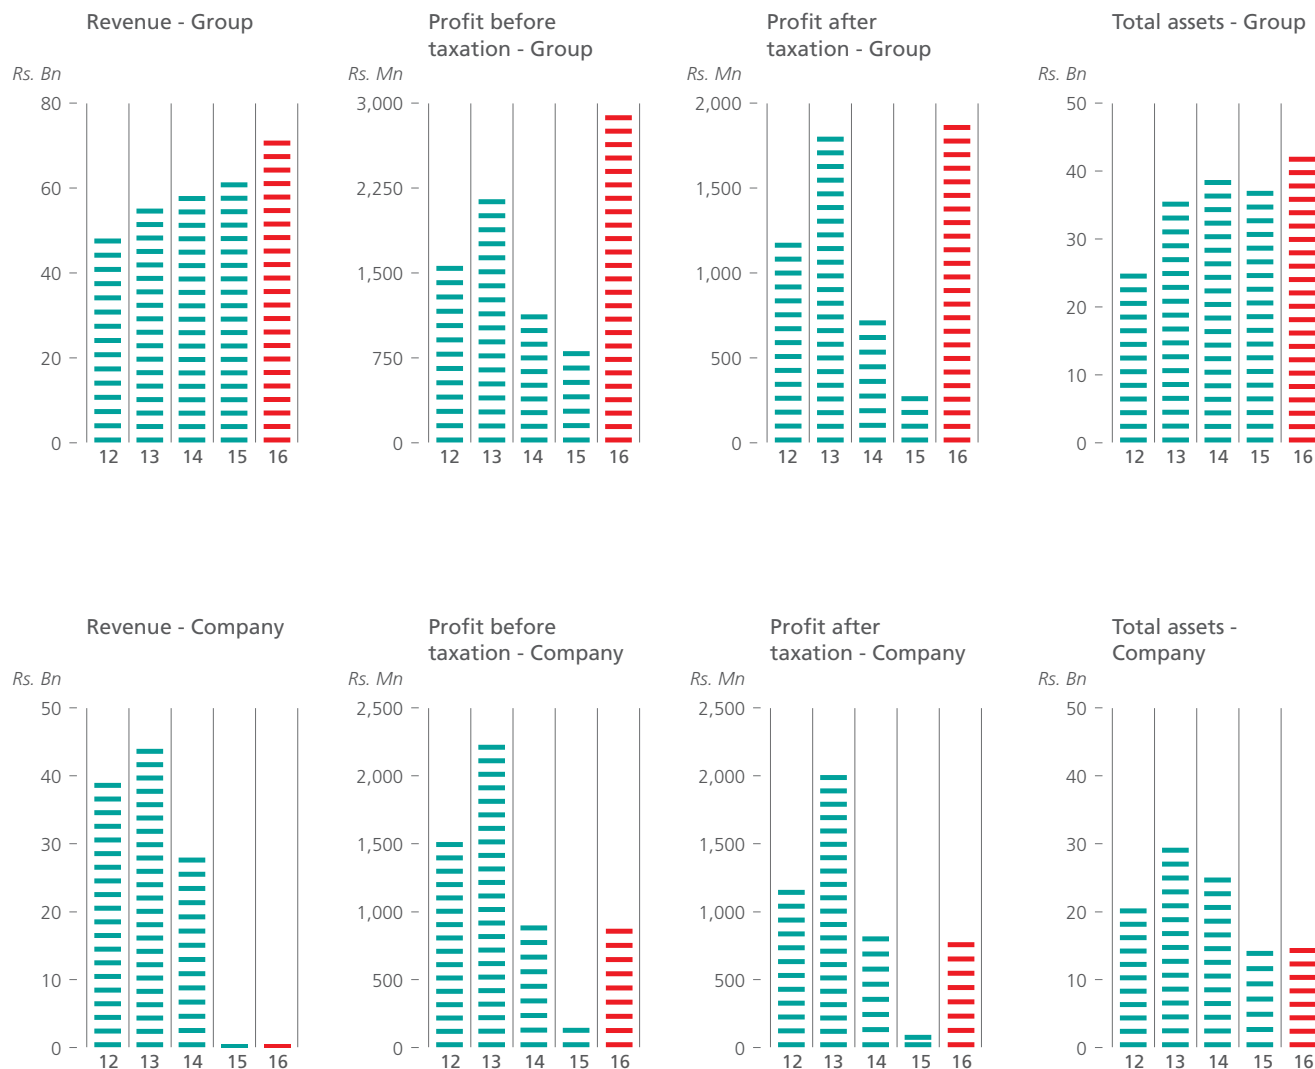 Revenue - Group
Rs. Bn
80
60
40
20
0
12 13 14 15 16
Profit before
taxation - Group
Rs. Mn
3,000
2,250
1,500
750
0
12 13 14 15 16
Profit after
taxation - Group
Rs. Mn
2,000
1,500
1,000
500
0
12 13 14 15 16
Total assets - Group
Rs. Bn
50
40
30
20
10
0
12 13 14 15 16
Revenue - Company
Rs. Bn
50
40
30
20
10
0
12 13 14 15 16
Profit before
taxation - Company
Rs. Mn
2,500
2,000
1,500
1,000
500
0
12 13 14 15 16
Profit after
taxation - Company
Rs. Mn
2,500
2,000
1,500
1,000
500
0
12 13 14 15 16
Total assets -
Company
Rs. Bn
50
40
30
20
10
0
12 13 14 15 16